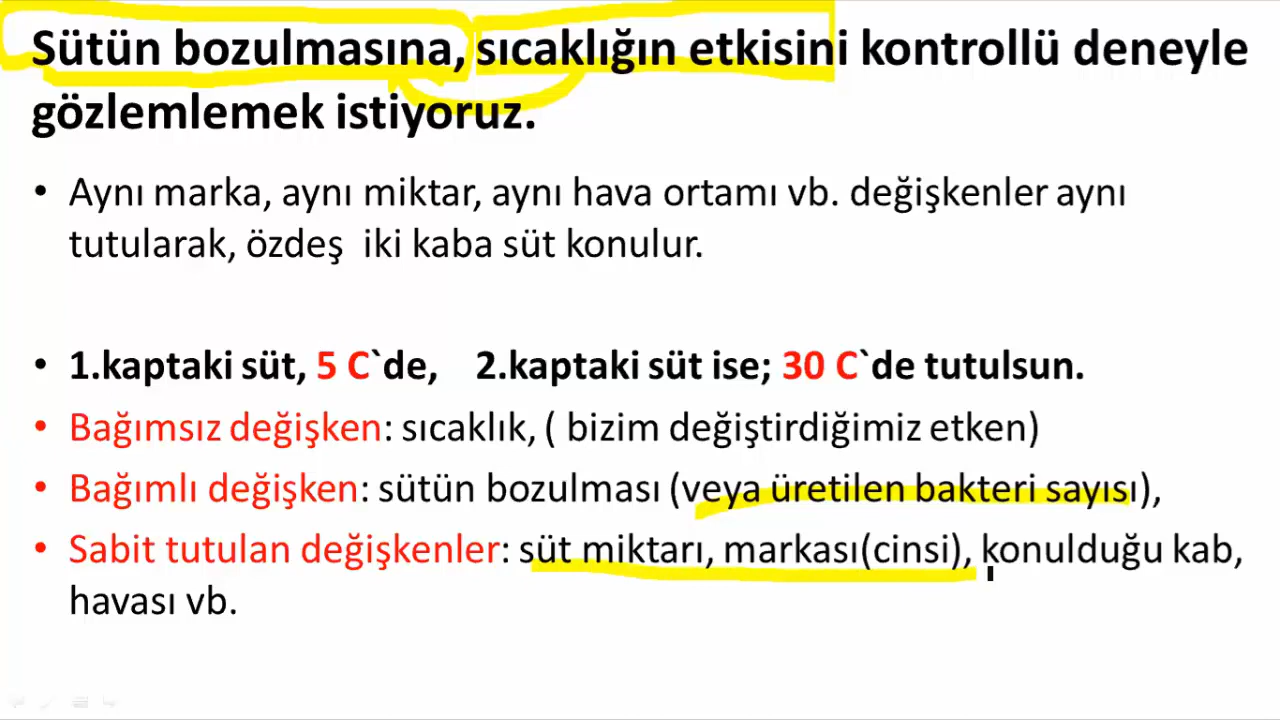 Sütün bozulmasına, sıcaklığın etkisini kontrollü deneyle
gözlemlemek istiyoruz.
• Aynı marka, aynı miktar, aynı hava ortamı vb. değişkenler aynı
tutularak, özdeş iki kaba süt konulur.
• 1.kaptaki süt, 5 C`de, 2.kaptaki süt ise; 30 C`de tutulsun.
• Bağımsız değişken: sıcaklık, ( bizim değiştirdiğimiz etken)
• Bağımlı değişken: sütün bozulması (veya üretilen bakteri sayısı),
• Sabit tutulan değişkenler: süt miktarı, markası(cinsi), konulduğu kab,
havası vb.